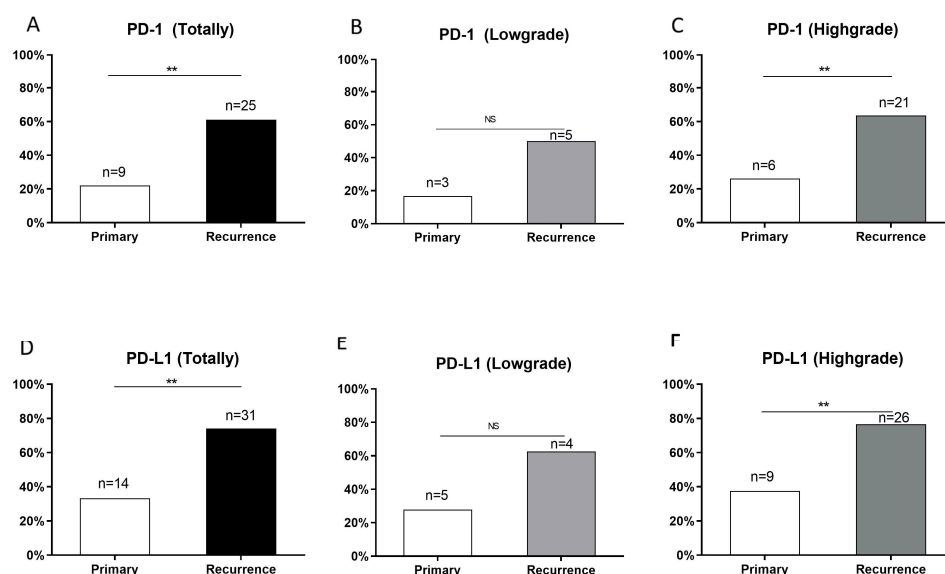 A
PD-1 (Totally)
100%
80%
60%
40%
20%
0%
**
n=9
n=25
Primary
Recurrence
B
PD-1 (Lowgrade)
100%
80%
60%
40%
20%
0%
NS
n=3
n=5
Primary
Recurrence
C
PD-1 (Highgrade)
100%
80%
60%
40%
20%
0%
**
n=6
n=21
Primary
Recurrence
D
PD-L1 (Totally)
100%
80%
60%
40%
20%
0%
**
n=14
n=31
Primary
Recurrence
E
PD-L1 (Lowgrade)
100%
80%
60%
40%
20%
0%
NS
n=5
n=4
Primary
Recurrence
F
PD-L1 (Highgrade)
100%
80%
60%
40%
20%
0%
**
n=9
n=26
Primary
Recurrence